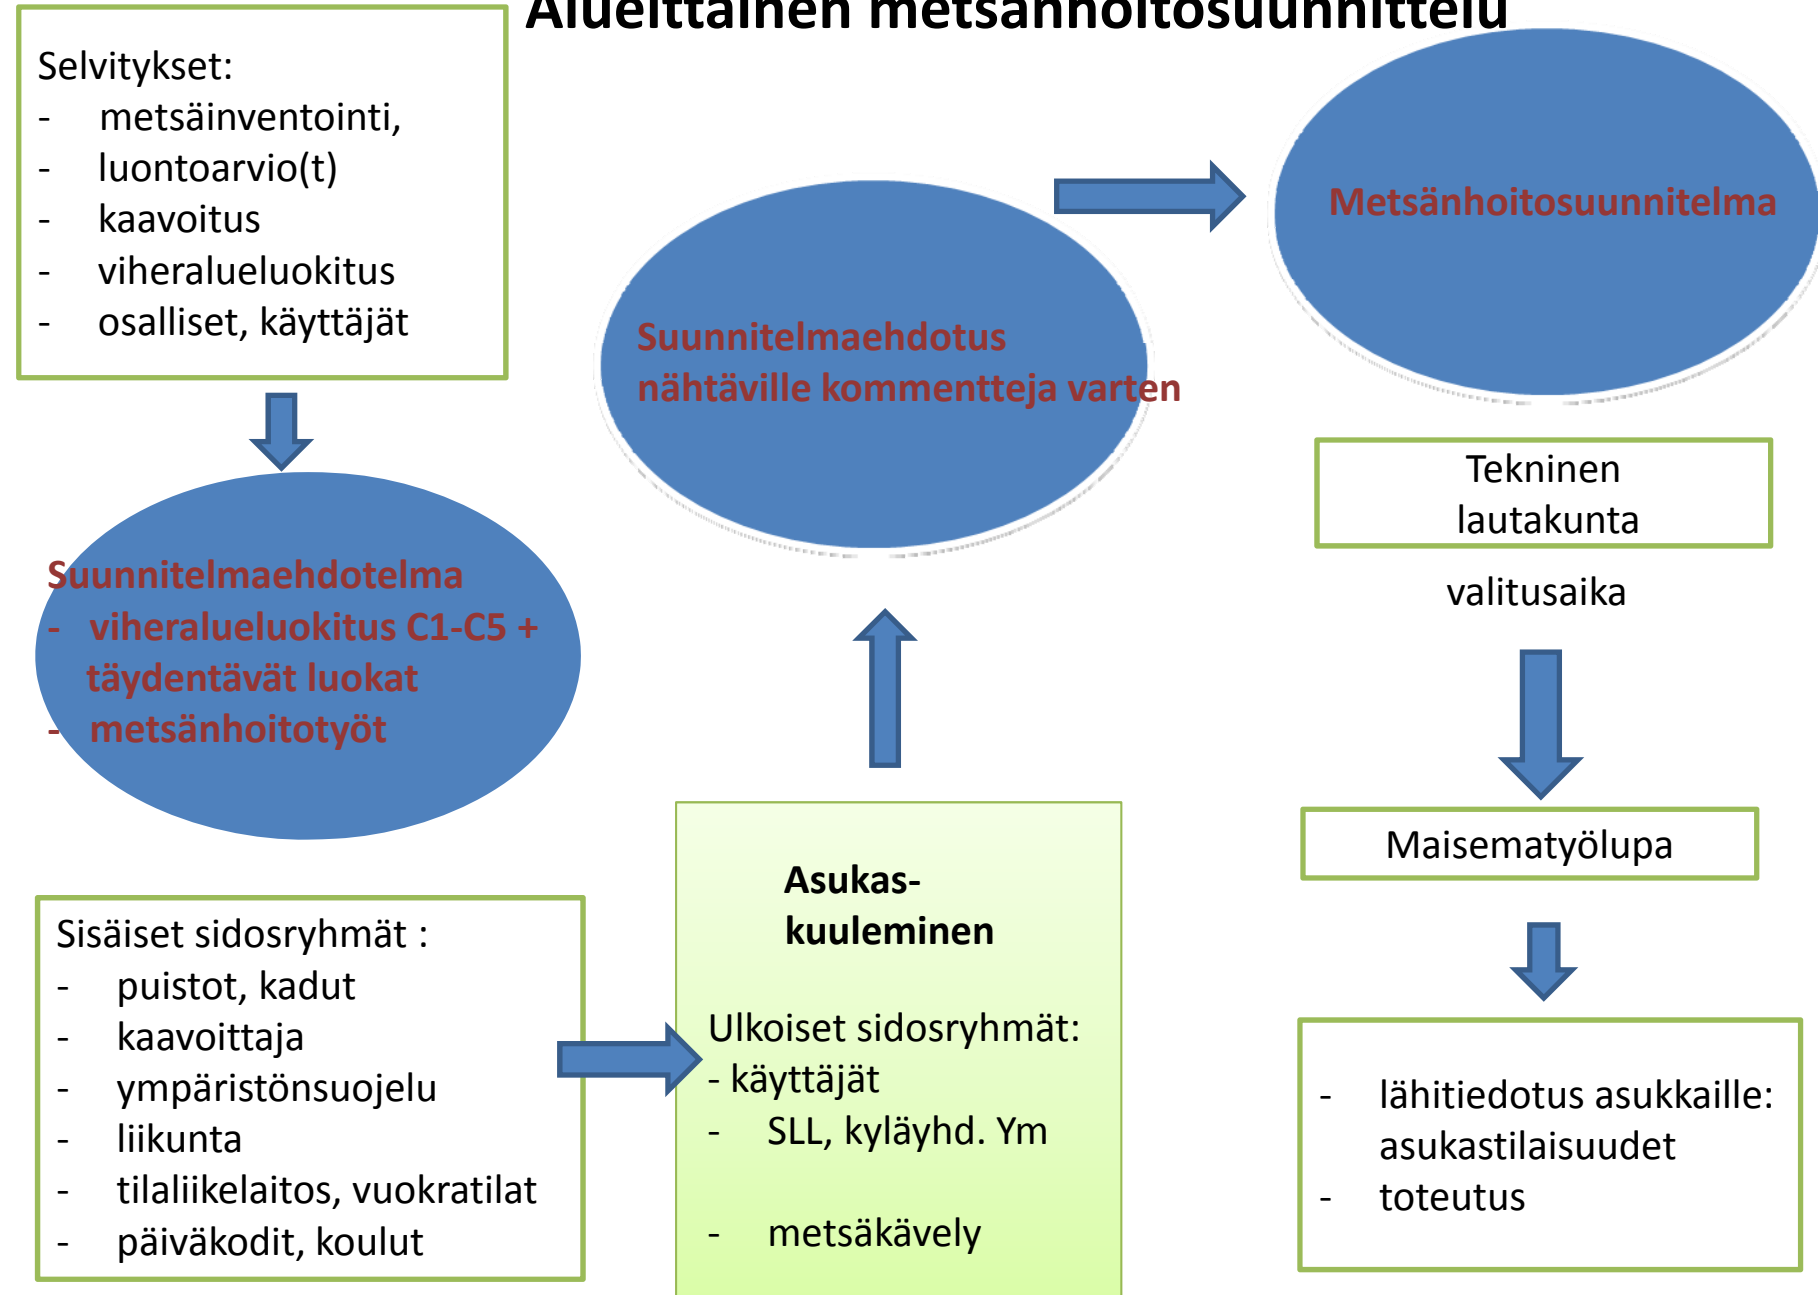 Alueittainen metsänhoitosuunnittelu
Selvitykset:
- metsäinventointi,
- luontoarvio(t)
- kaavoitus
- viheralueluokitus
- osalliset, käyttäjät
Suunnitelmaehdotelma
- viheralueluokitus C1-C5 +
täydentävät luokat
- metsänhoitotyöt
Sisäiset sidosryhmät :
- puistot, kadut
- kaavoittaja
- ympäristönsuojelu
- liikunta
- tilaliikelaitos, vuokratilat
- päiväkodit, koulut
Asukas-
kuuleminen
Ulkoiset sidosryhmät:
- käyttäjät
- SLL, kyläyhd. Ym
- metsäkävely
Suunnitelmaehdotus
nähtäville kommentteja varten
Metsänhoitosuunnitelma
Tekninen
lautakunta
valitusaika
Maisematyölupa
- lähitiedotus asukkaille:
asukastilaisuudet
- toteutus